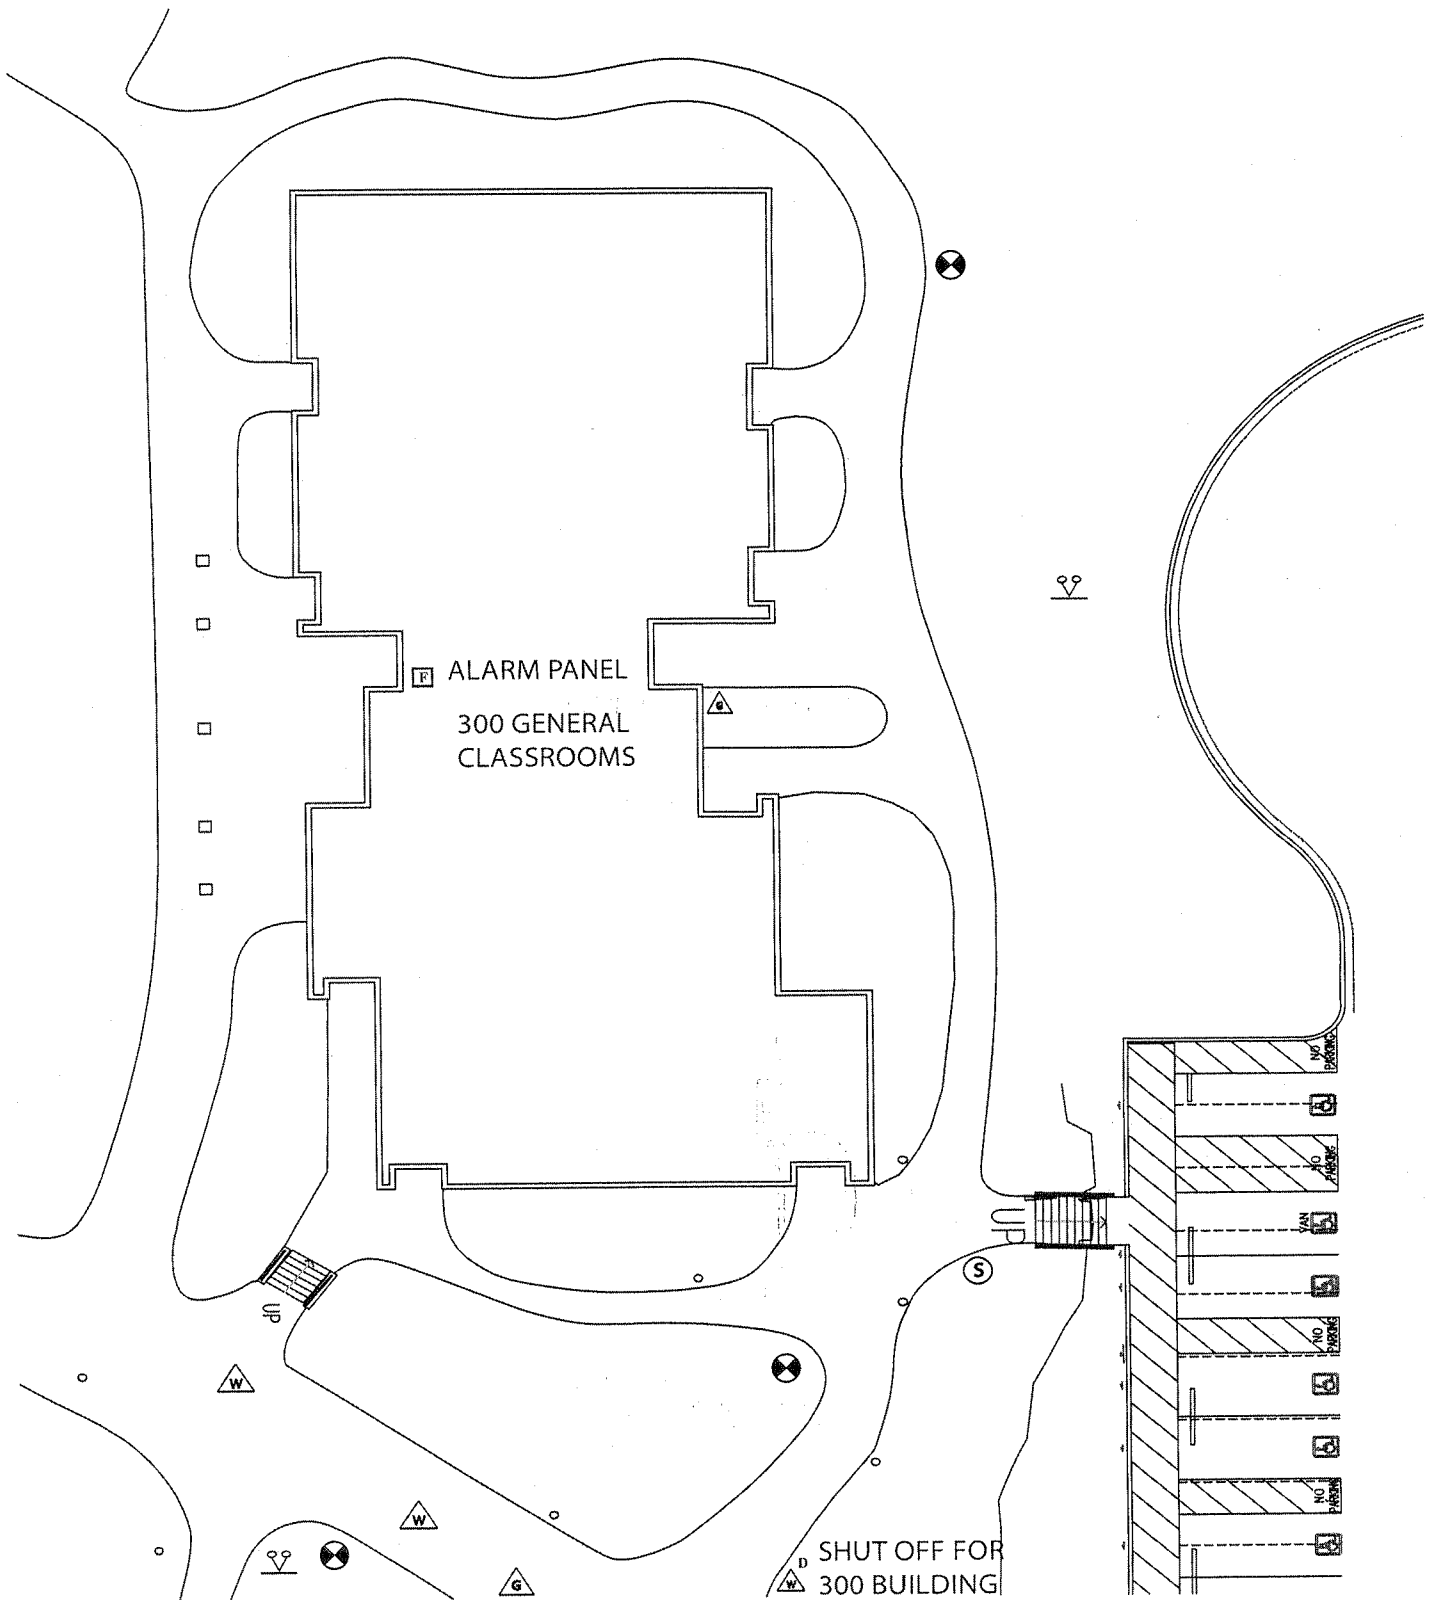 F ALARM PANEL
G
300 GENERAL
CLASSROOMS
NO
PARKING
NO
PARKING
VAN
UP
S
UP
NO
PARKING
W
NO
PARKING
W
G
D
W
SHUT OFF FOR
300 BUILDING